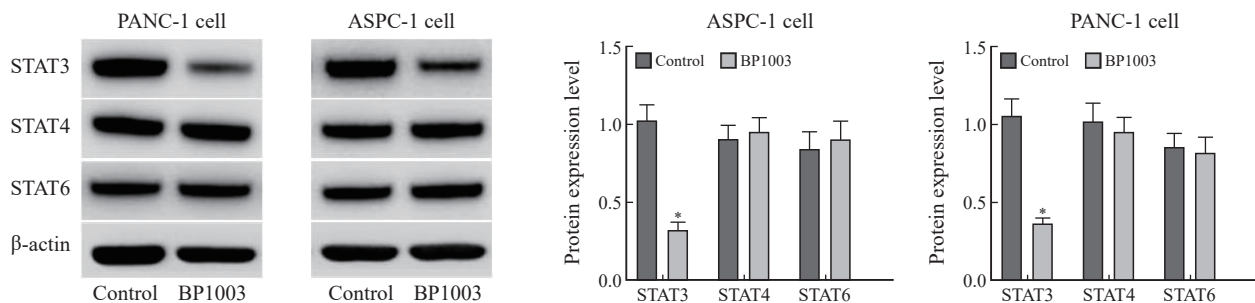 PANC-1 cell
ASPC-1 cell
STAT3
STAT4
STAT6
β-actin
Control BP1003
Control BP1003
ASPC-1 cell
Protein expression level
1.5
1.0
0.5
0.0
Control BP1003
*
STAT3 STAT4 STAT6
PANC-1 cell
Protein expression level
1.5
1.0
0.5
0.0
Control BP1003
*
STAT3 STAT4 STAT6